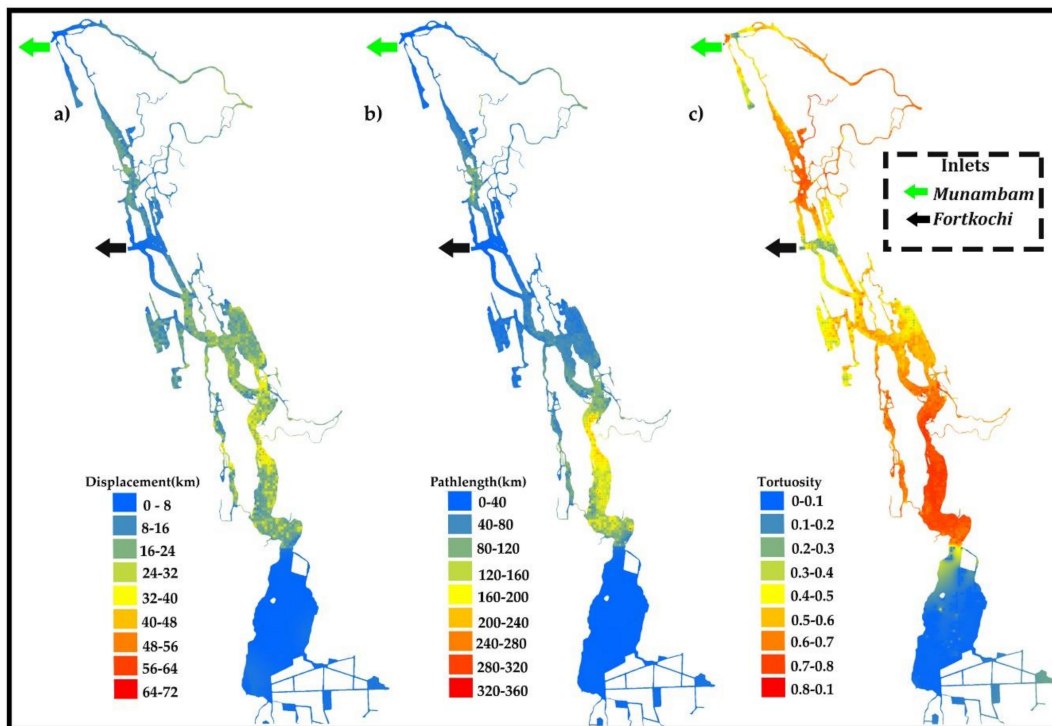 a)
b)
c)
Inlets
Munambam
Fortkochi
Displacement(km)
0 - 8
8-16
16-24
24-32
32-40
40-48
48-56
56-64
64-72
Pathlength(km)
0-40
40-80
80-120
120-160
160-200
200-240
240-280
280-320
320-360
Tortuosity
0-0.1
0.1-0.2
0.2-0.3
0.3-0.4
0.4-0.5
0.5-0.6
0.6-0.7
0.7-0.8
0.8-0.1